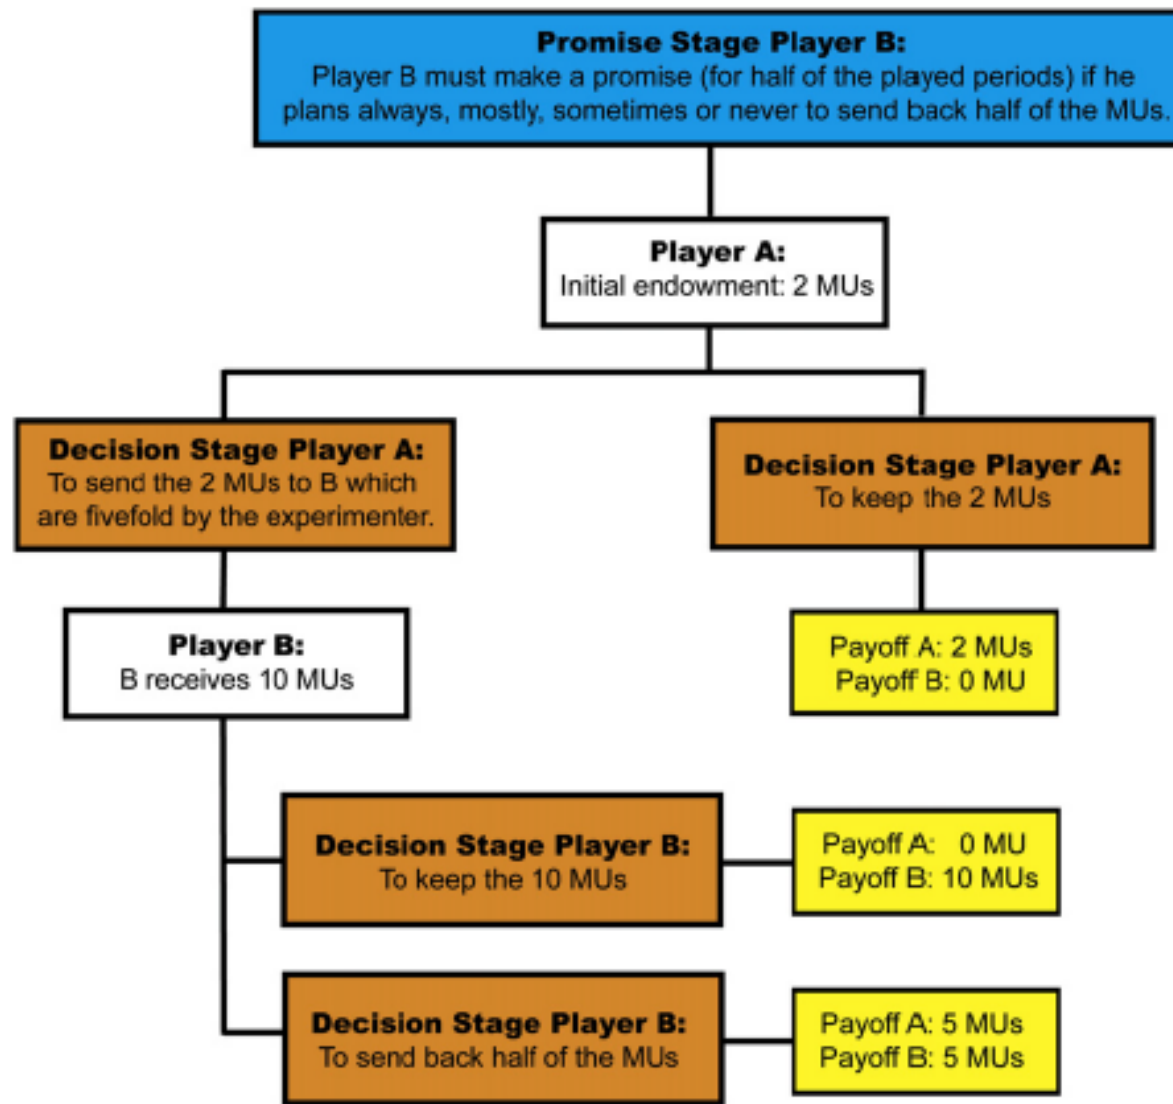 Promise Stage Player B:
Player B must make a promise (for half of the played periods) if he
plans always, mostly, sometimes or never to send back half of the MUs.
Player A:
Initial endowment: 2 MUs
Decision Stage Player A:
To send the 2 MUs to B which
are fivefold by the experimenter.
Decision Stage Player A:
To keep the 2 MUs
Player B:
B receives 10 MUs
Payoff A: 2 MUs
Payoff B: 0 MU
Decision Stage Player B:
To keep the 10 MUs
Payoff A: 0 MU
Payoff B: 10 MUs
Decision Stage Player B:
To send back half of the MUs
Payoff A: 5 MUs
Payoff B: 5 MUs